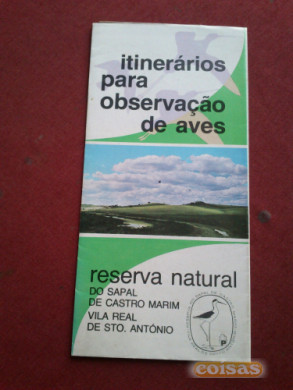 itinerários
para
observação
de aves
reserva natural
DO SAPAL
DE CASTRO MARIM
VILA REAL
DE STO. ANTÓNIO
coisas